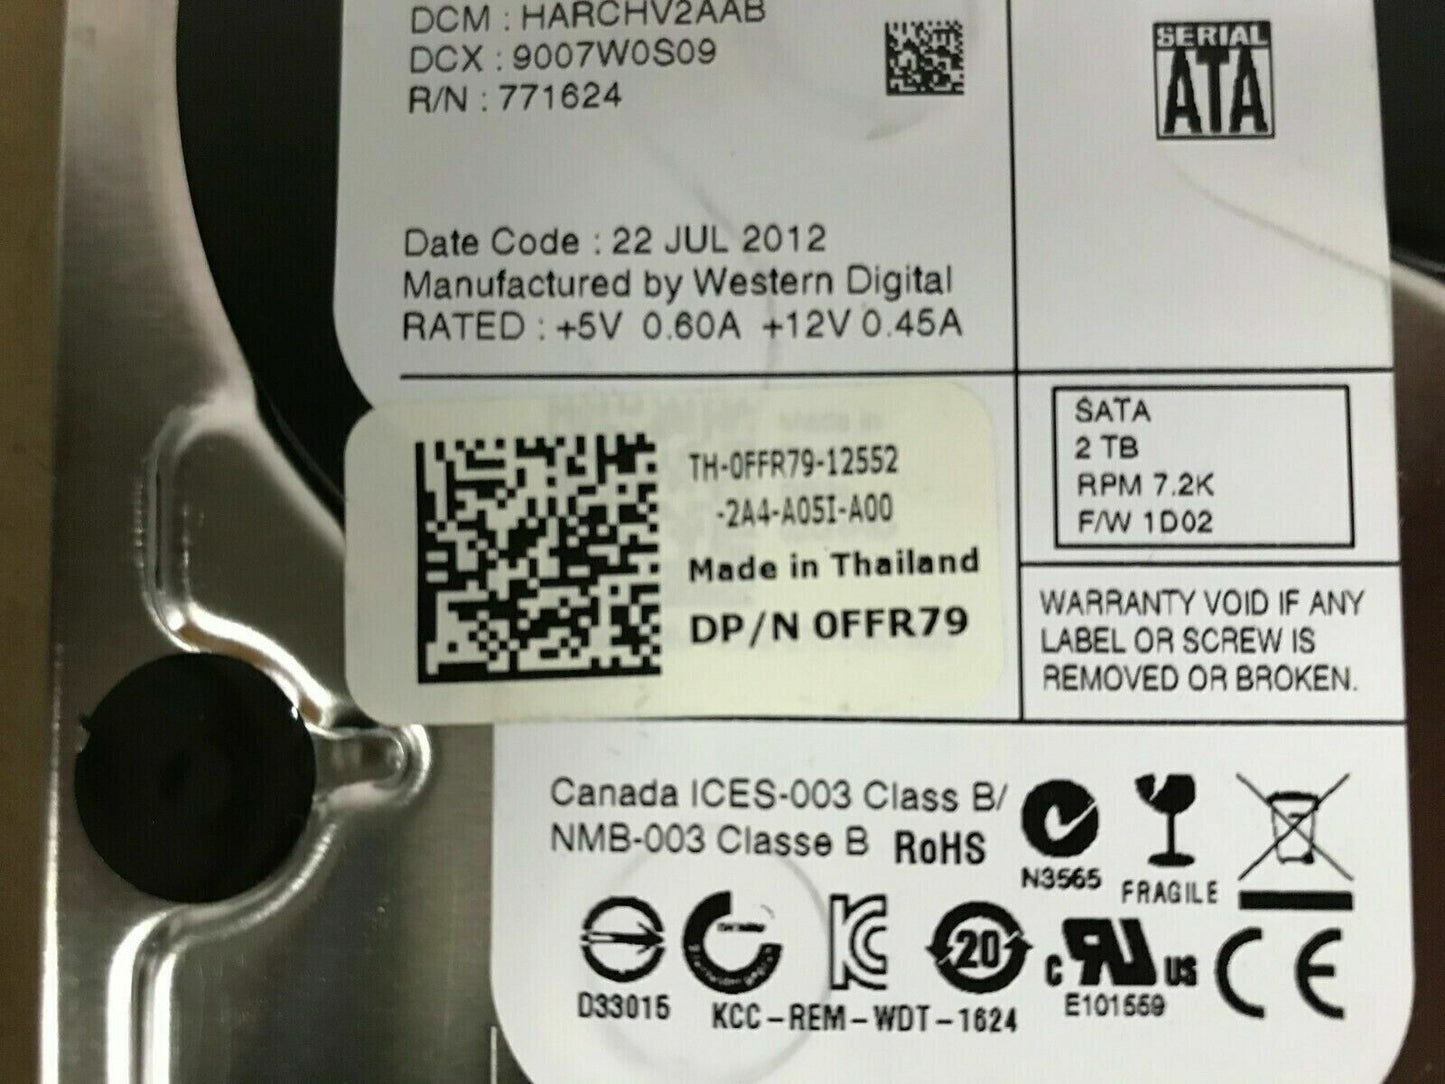 DCM : HARCHV2AAB
DCX : 9007W0S09
R/N : 771624
SERIAL
ATA
Date Code : 22 JUL 2012
Manufactured by Western Digital
RATED : +5V 0.60A +12V 0.45A
TH-0FFR79-12552
-2A4-A05I-A00
Made in Thailand
DP/N 0FFR79
SATA
2 TB
RPM 7.2K
F/W 1D02
WARRANTY VOID IF ANY
LABEL OR SCREW IS
REMOVED OR BROKEN.
Canada ICES-003 Class B/
NMB-003 Classe B RoHS
N3565
FRAGILE
D33015
KCC-REM-WDT-1624
20
c RU US
E101559
CE